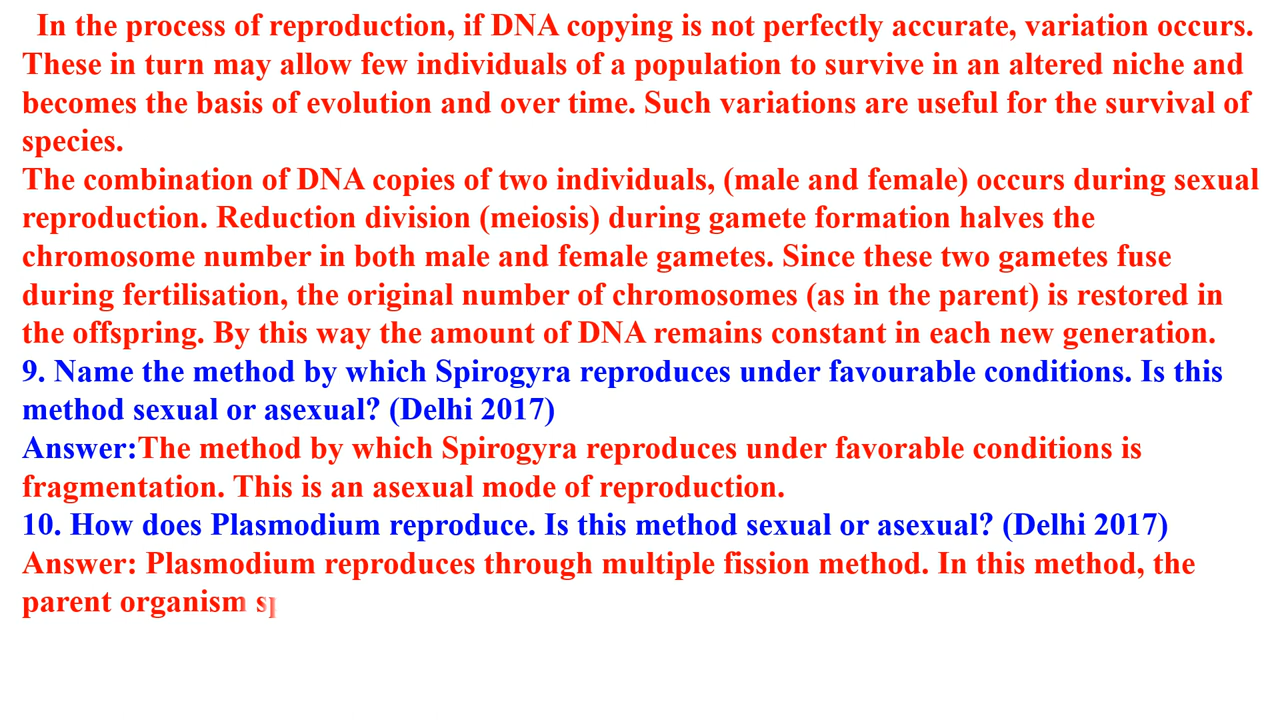 In the process of reproduction, if DNA copying is not perfectly accurate, variation occurs.
These in turn may allow few individuals of a population to survive in an altered niche and
becomes the basis of evolution and over time. Such variations are useful for the survival of
species.
The combination of DNA copies of two individuals, (male and female) occurs during sexual
reproduction. Reduction division (meiosis) during gamete formation halves the
chromosome number in both male and female gametes. Since these two gametes fuse
during fertilisation, the original number of chromosomes (as in the parent) is restored in
the offspring. By this way the amount of DNA remains constant in each new generation.
9. Name the method by which Spirogyra reproduces under favourable conditions. Is this
method sexual or asexual? (Delhi 2017)
Answer:The method by which Spirogyra reproduces under favorable conditions is
fragmentation. This is an asexual mode of reproduction.
10. How does Plasmodium reproduce. Is this method sexual or asexual? (Delhi 2017)
Answer: Plasmodium reproduces through multiple fission method. In this method, the
parent organism